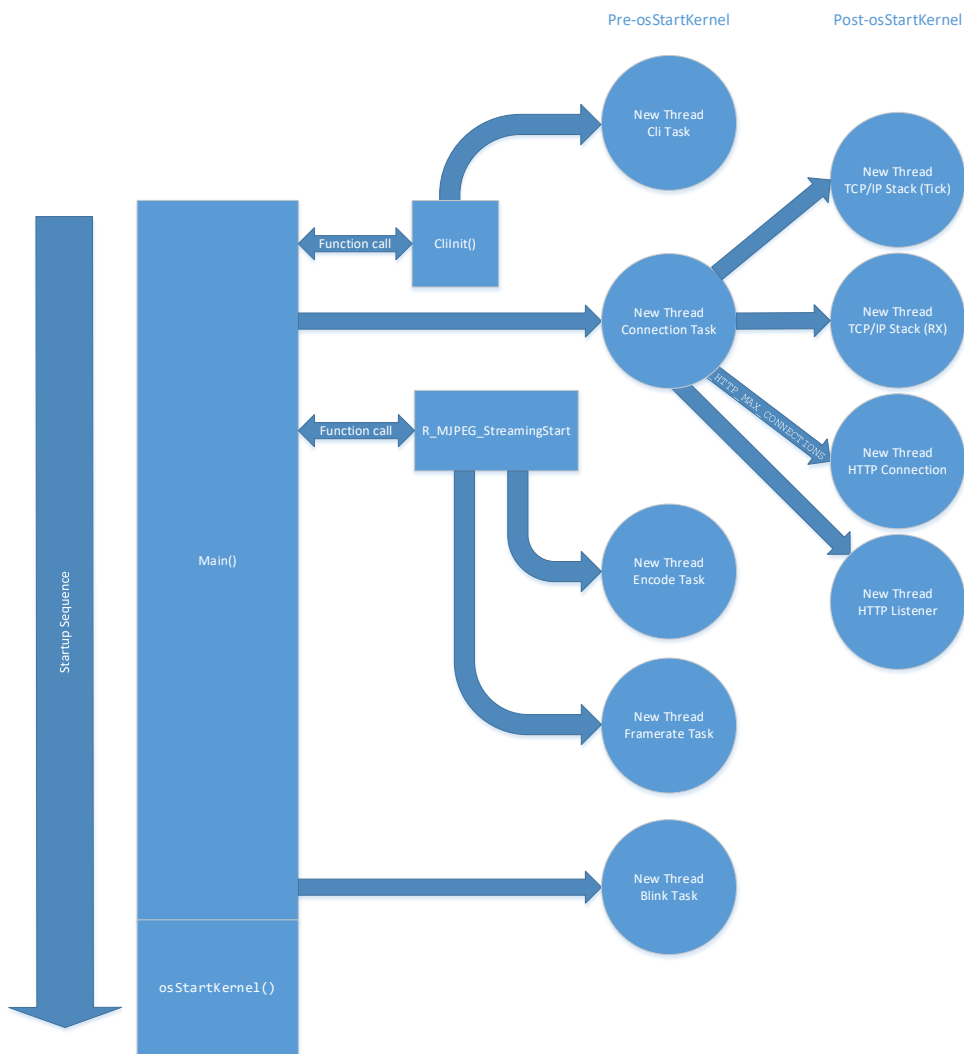 Pre-osStartKernel
Post-osStartKernel
New Thread
Cli Task
New Thread
TCP/IP Stack (Tick)
Function call
CliInit()
New Thread
Connection Task
New Thread
TCP/IP Stack (RX)
HTTP_MAX_CONNECTIONS
Function call
R_MJPEG_StreamingStart
New Thread
HTTP Connection
Main()
New Thread
Encode Task
New Thread
HTTP Listener
Startup Sequence
New Thread
Framerate Task
New Thread
Blink Task
osStartKernel()